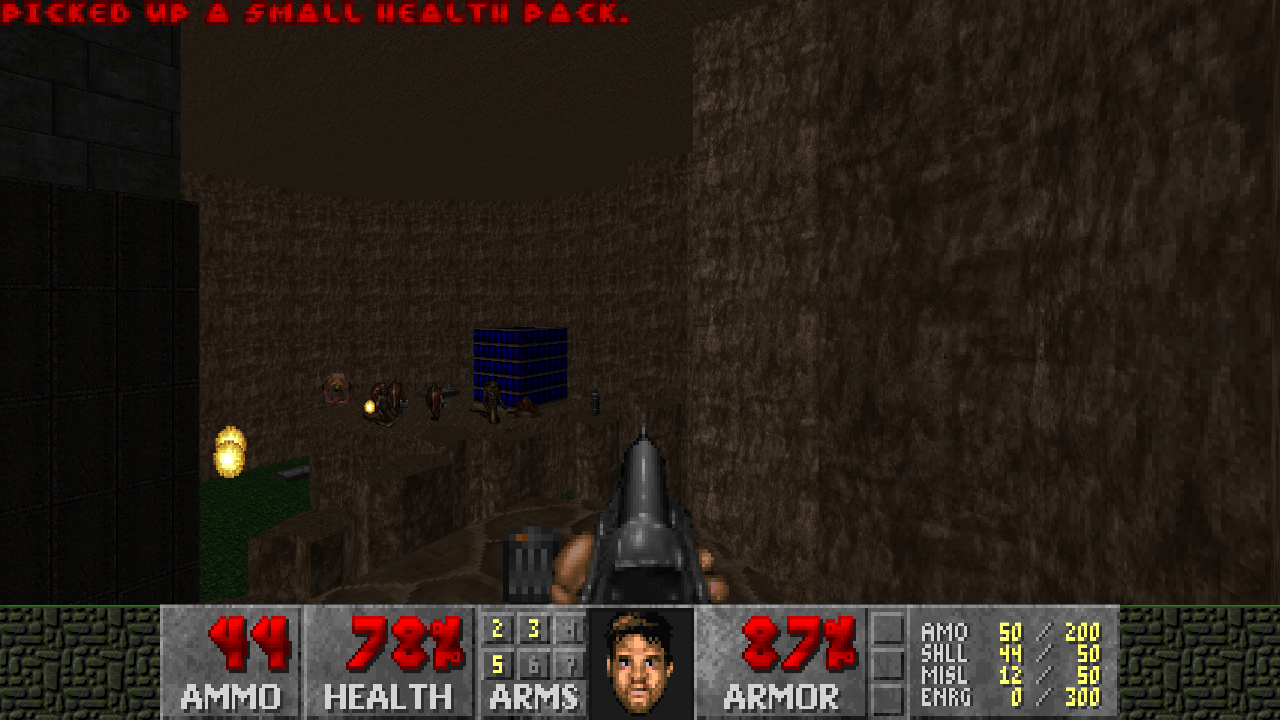 PICKED UP A SMALL HEALTH PACK.
44 78% 2 3 4 87% AMO 50 / 200
SHLL 44 / 50
5 6 7 MISL 12 / 50
AMMO HEALTH ARMS ARMOR ENRG 0 / 300